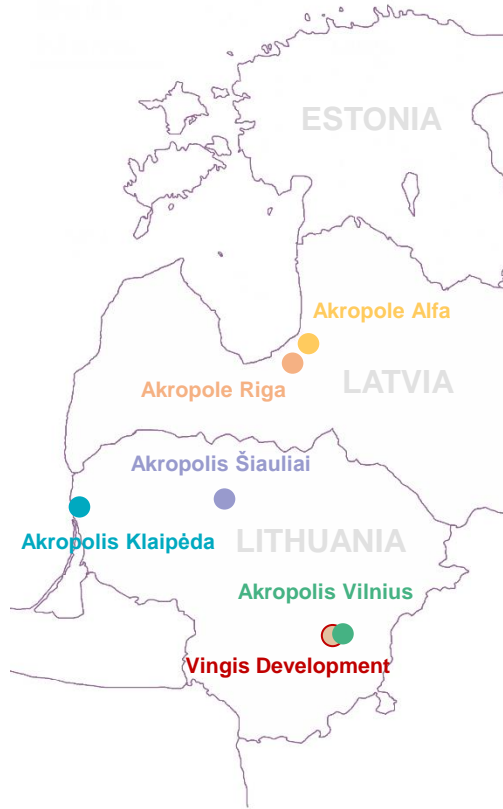 ESTONIA
Akropole Alfa
LATVIA
Akropole Riga
Akropolis Šiauliai
Akropolis Klaipėda
LITHUANIA
Akropolis Vilnius
Vingis Development